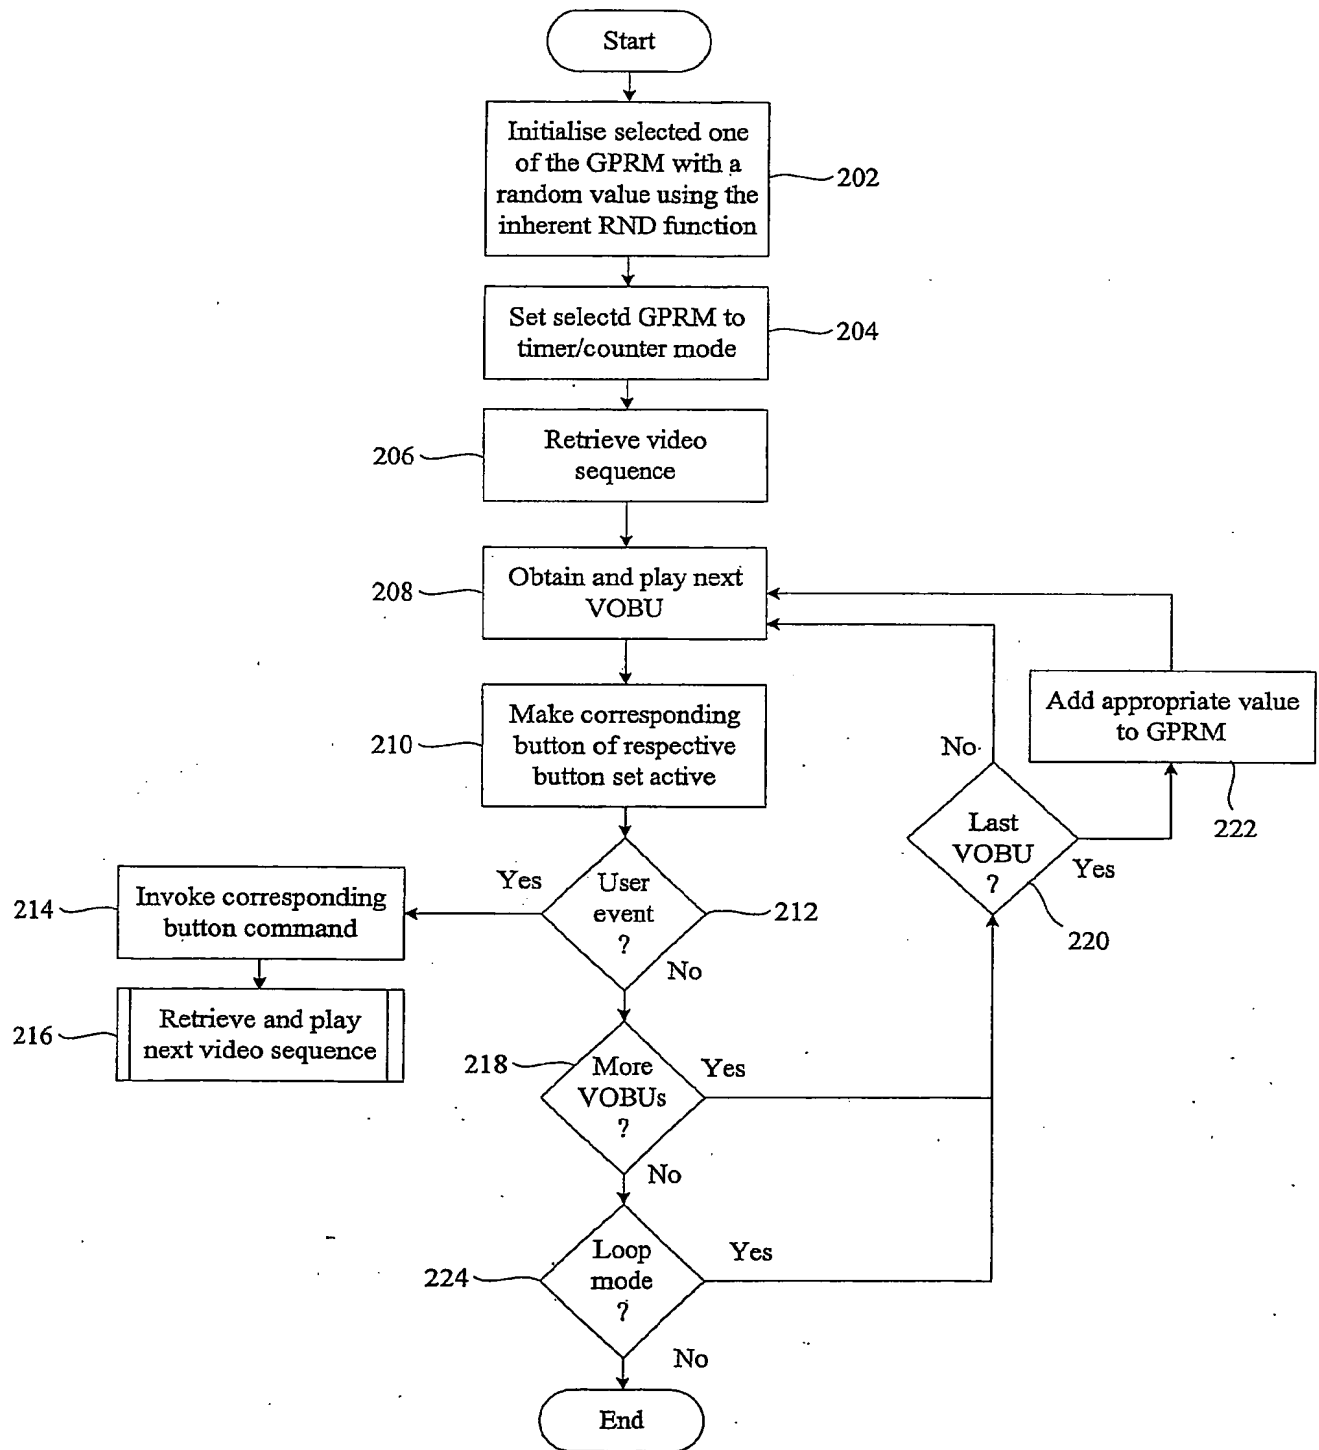 Start
Initialise selected one
of the GPRM with a
random value using the
inherent RND function
202
Set selectd GPRM to
timer/counter mode
204
Retrieve video
sequence
206
Obtain and play next
VOBU
208
Make corresponding
button of respective
button set active
210
User
event
?
212
Yes
No
Invoke corresponding
button command
214
Retrieve and play
next video sequence
216
More
VOBUs
?
218
Yes
No
Last
VOBU
?
220
No
Yes
Add appropriate value
to GPRM
222
Loop
mode
?
224
Yes
No
End